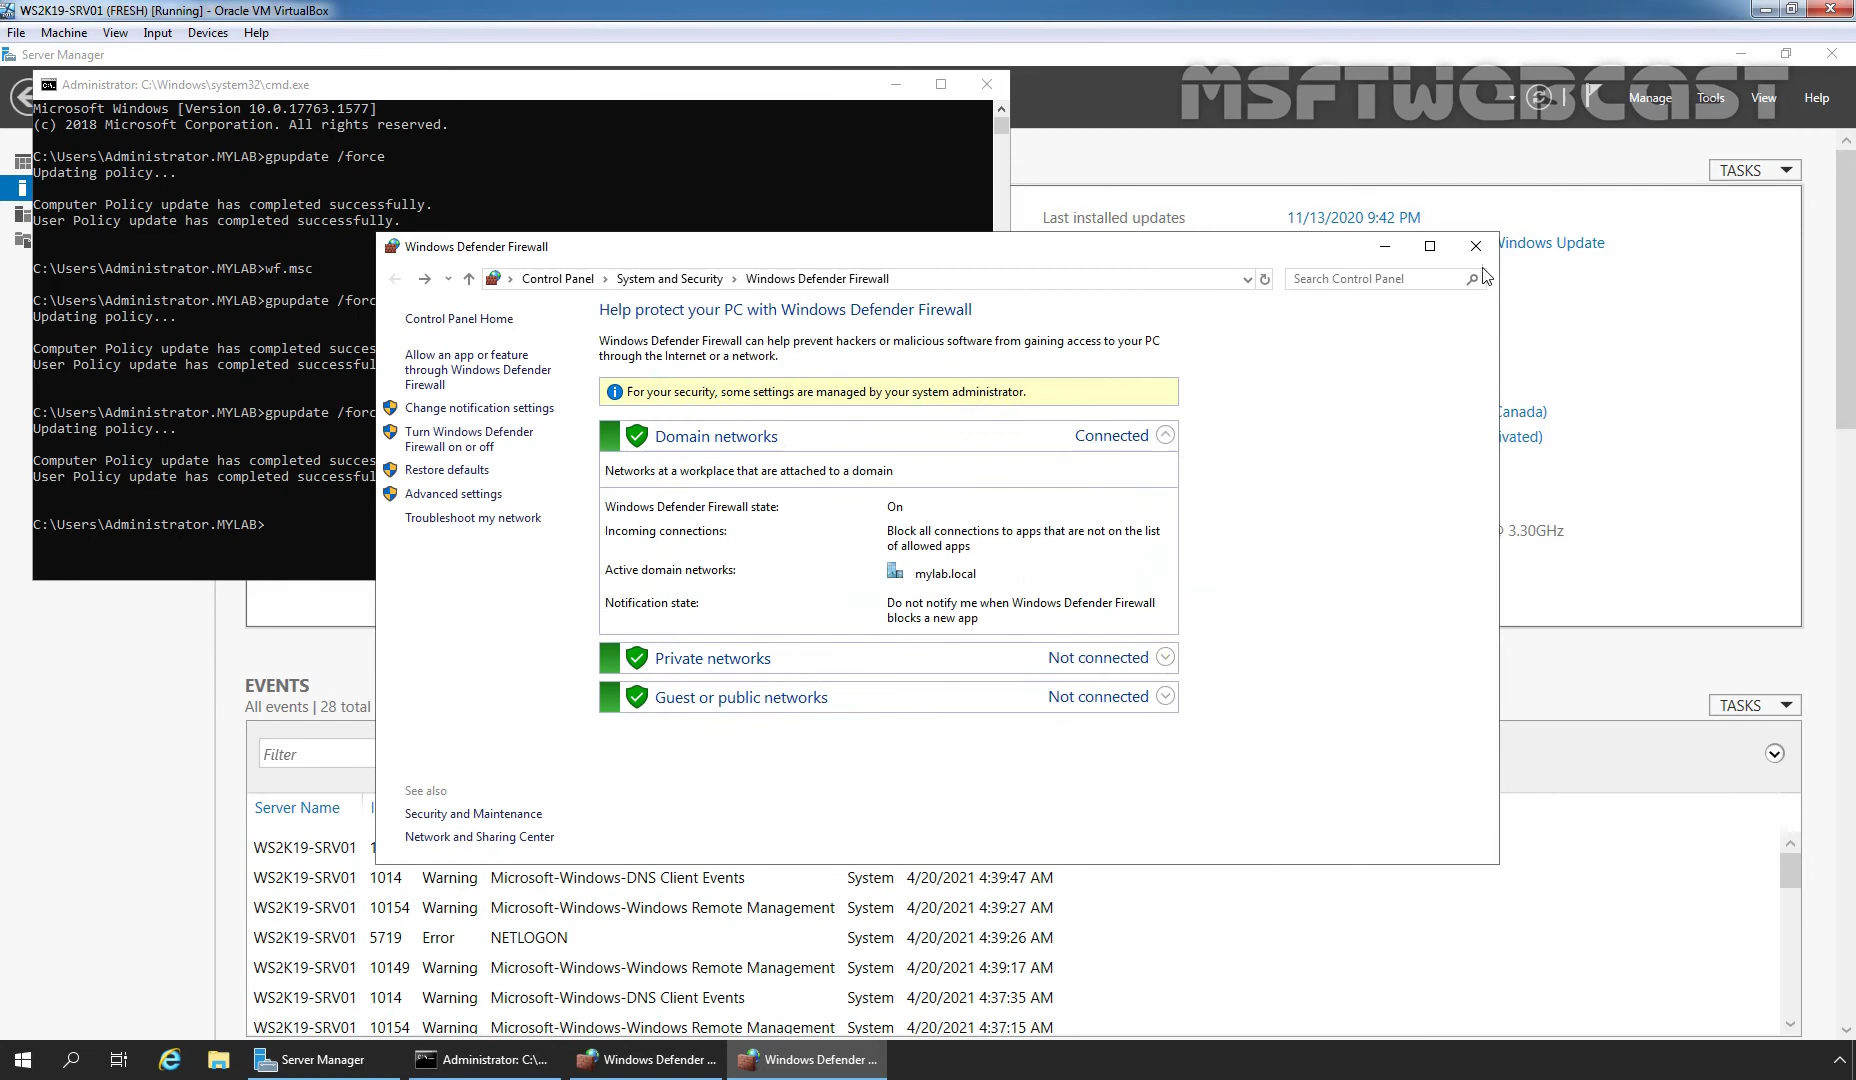 WS2K19-SRV01 (FRESH) [Running] - Oracle VM VirtualBox
File Machine View Input Devices Help
Server Manager
Administrator: C:\Windows\system32\cmd.exe
MSFTWEBCAST
Manage Tools View Help
Microsoft Windows [Version 10.0.17763.1577]
(c) 2018 Microsoft Corporation. All rights reserved.
C:\Users\Administrator.MYLAB>gpupdate /force
Updating policy...
Computer Policy update has completed successfully.
User Policy update has completed successfully.
C:\Users\Administrator.MYLAB>wf.msc
C:\Users\Administrator.MYLAB>gpupdate /forc
Updating policy...
Computer Policy update has completed succes
User Policy update has completed successful
C:\Users\Administrator.MYLAB>gpupdate /force
Updating policy...
Computer Policy update has completed succes
User Policy update has completed successful
C:\Users\Administrator.MYLAB>
TASKS
Last installed updates 11/13/2020 9:42 PM
Windows Update
Canada)
ivated)
3.30GHz
Windows Defender Firewall
Control Panel > System and Security > Windows Defender Firewall
Search Control Panel
Control Panel Home
Allow an app or feature
through Windows Defender
Firewall
Change notification settings
Turn Windows Defender
Firewall on or off
Restore defaults
Advanced settings
Troubleshoot my network
Help protect your PC with Windows Defender Firewall
Windows Defender Firewall can help prevent hackers or malicious software from gaining access to your PC
through the Internet or a network.
For your security, some settings are managed by your system administrator.
Domain networks Connected
Networks at a workplace that are attached to a domain
Windows Defender Firewall state: On
Incoming connections: Block all connections to apps that are not on the list
of allowed apps
Active domain networks: mylab.local
Notification state: Do not notify me when Windows Defender Firewall
blocks a new app
Private networks Not connected
Guest or public networks Not connected
See also
Security and Maintenance
Network and Sharing Center
EVENTS
All events | 28 total
TASKS
Filter
Server Name
WS2K19-SRV01
WS2K19-SRV01 1014 Warning Microsoft-Windows-DNS Client Events System 4/20/2021 4:39:47 AM
WS2K19-SRV01 10154 Warning Microsoft-Windows-Windows Remote Management System 4/20/2021 4:39:27 AM
WS2K19-SRV01 5719 Error NETLOGON System 4/20/2021 4:39:26 AM
WS2K19-SRV01 10149 Warning Microsoft-Windows-Windows Remote Management System 4/20/2021 4:39:17 AM
WS2K19-SRV01 1014 Warning Microsoft-Windows-DNS Client Events System 4/20/2021 4:37:35 AM
WS2K19-SRV01 10154 Warning Microsoft-Windows-Windows Remote Management System 4/20/2021 4:37:15 AM
Server Manager
Administrator: C:\...
Windows Defender ...
Windows Defender ...